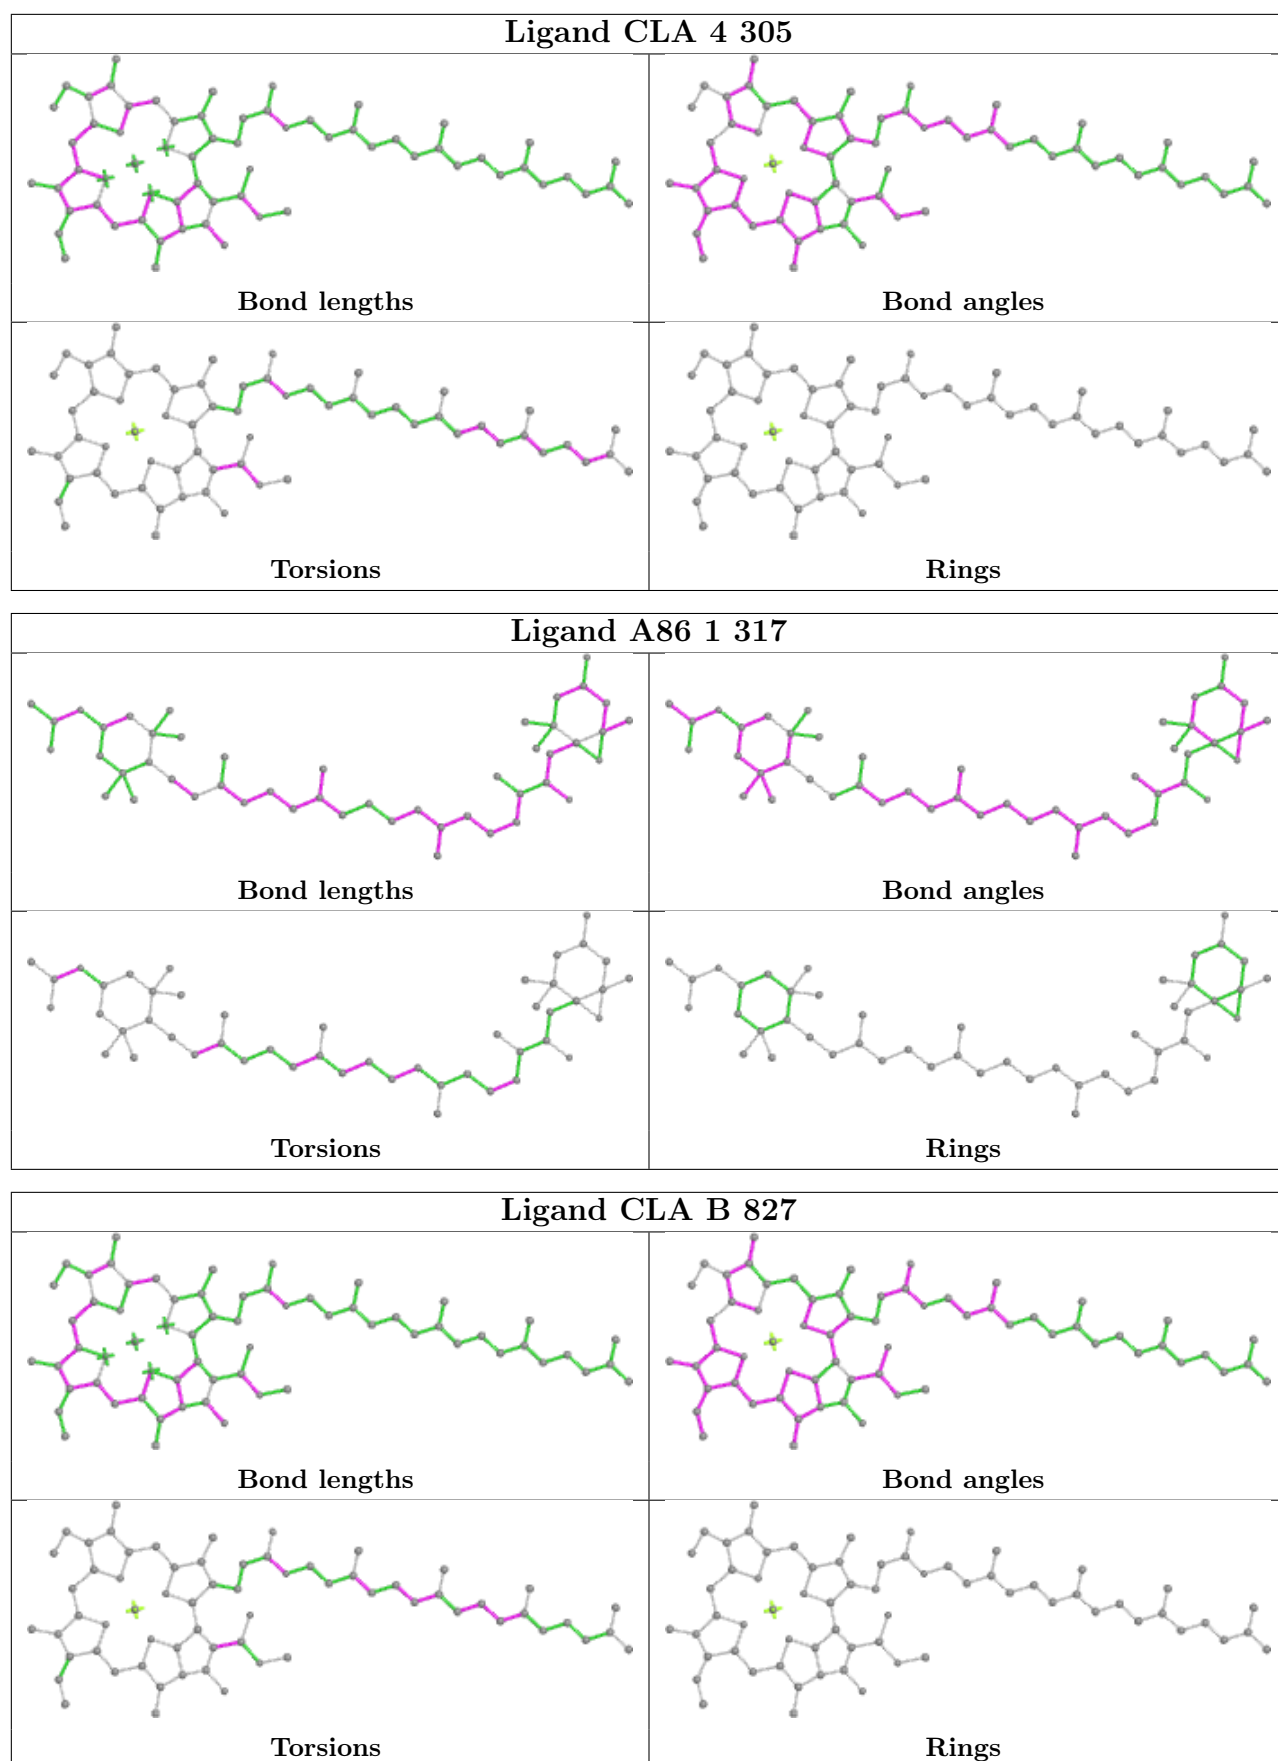 Ligand CLA 4 305
Bond lengths
Bond angles
Torsions
Rings
Ligand A86 1 317
Bond lengths
Bond angles
Torsions
Rings
Ligand CLA B 827
Bond lengths
Bond angles
Torsions
Rings